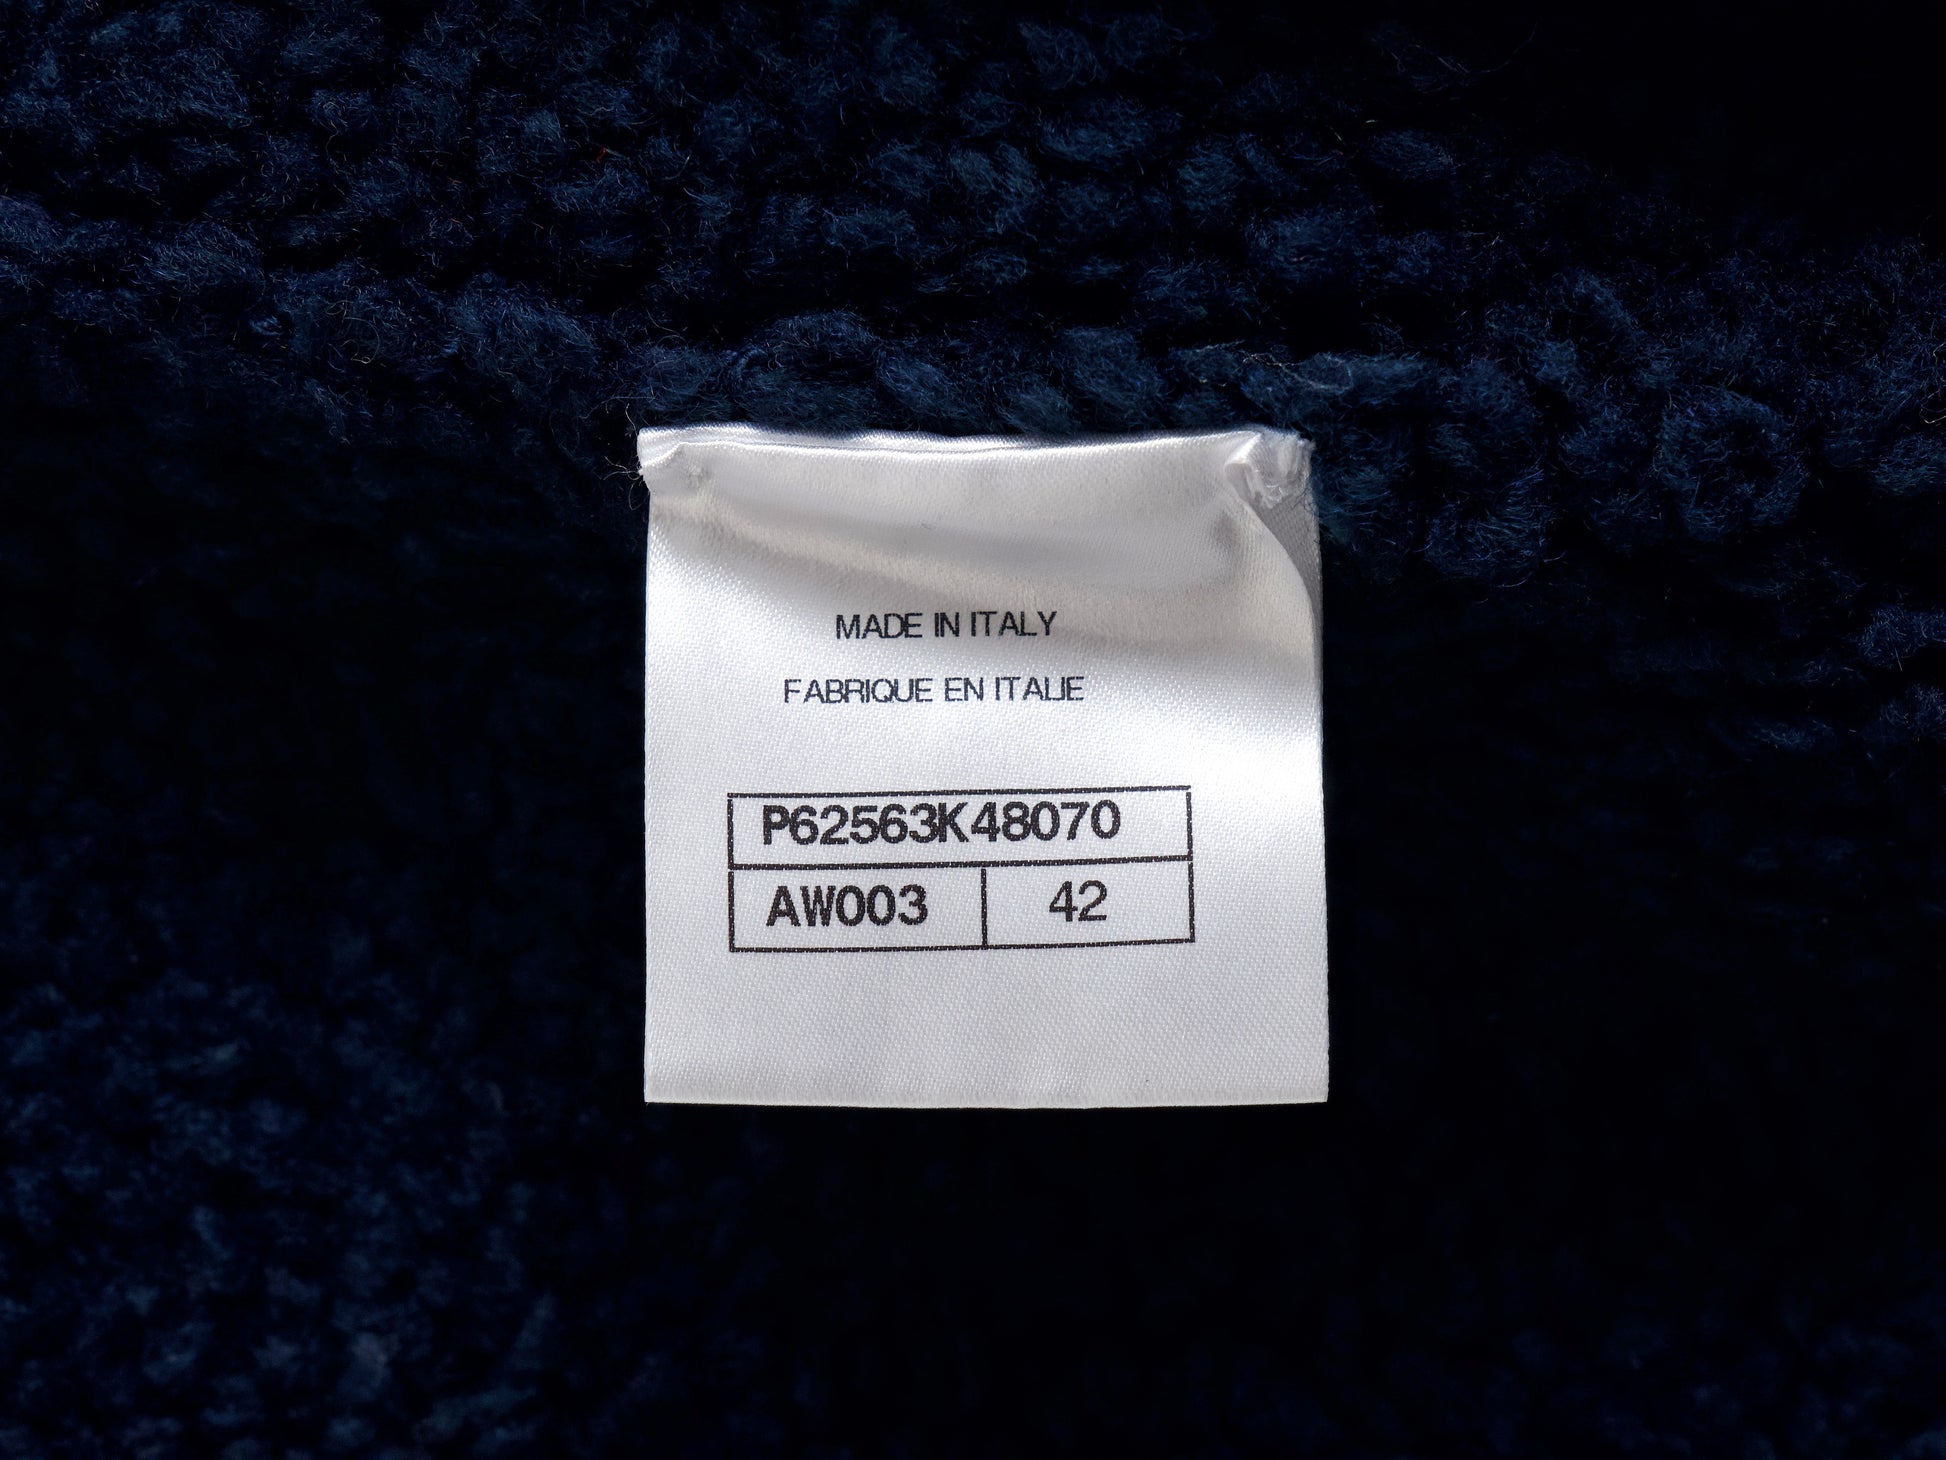 MADE IN ITALY
FABRIQUE EN ITALIE
P62563K48070
AW003 42